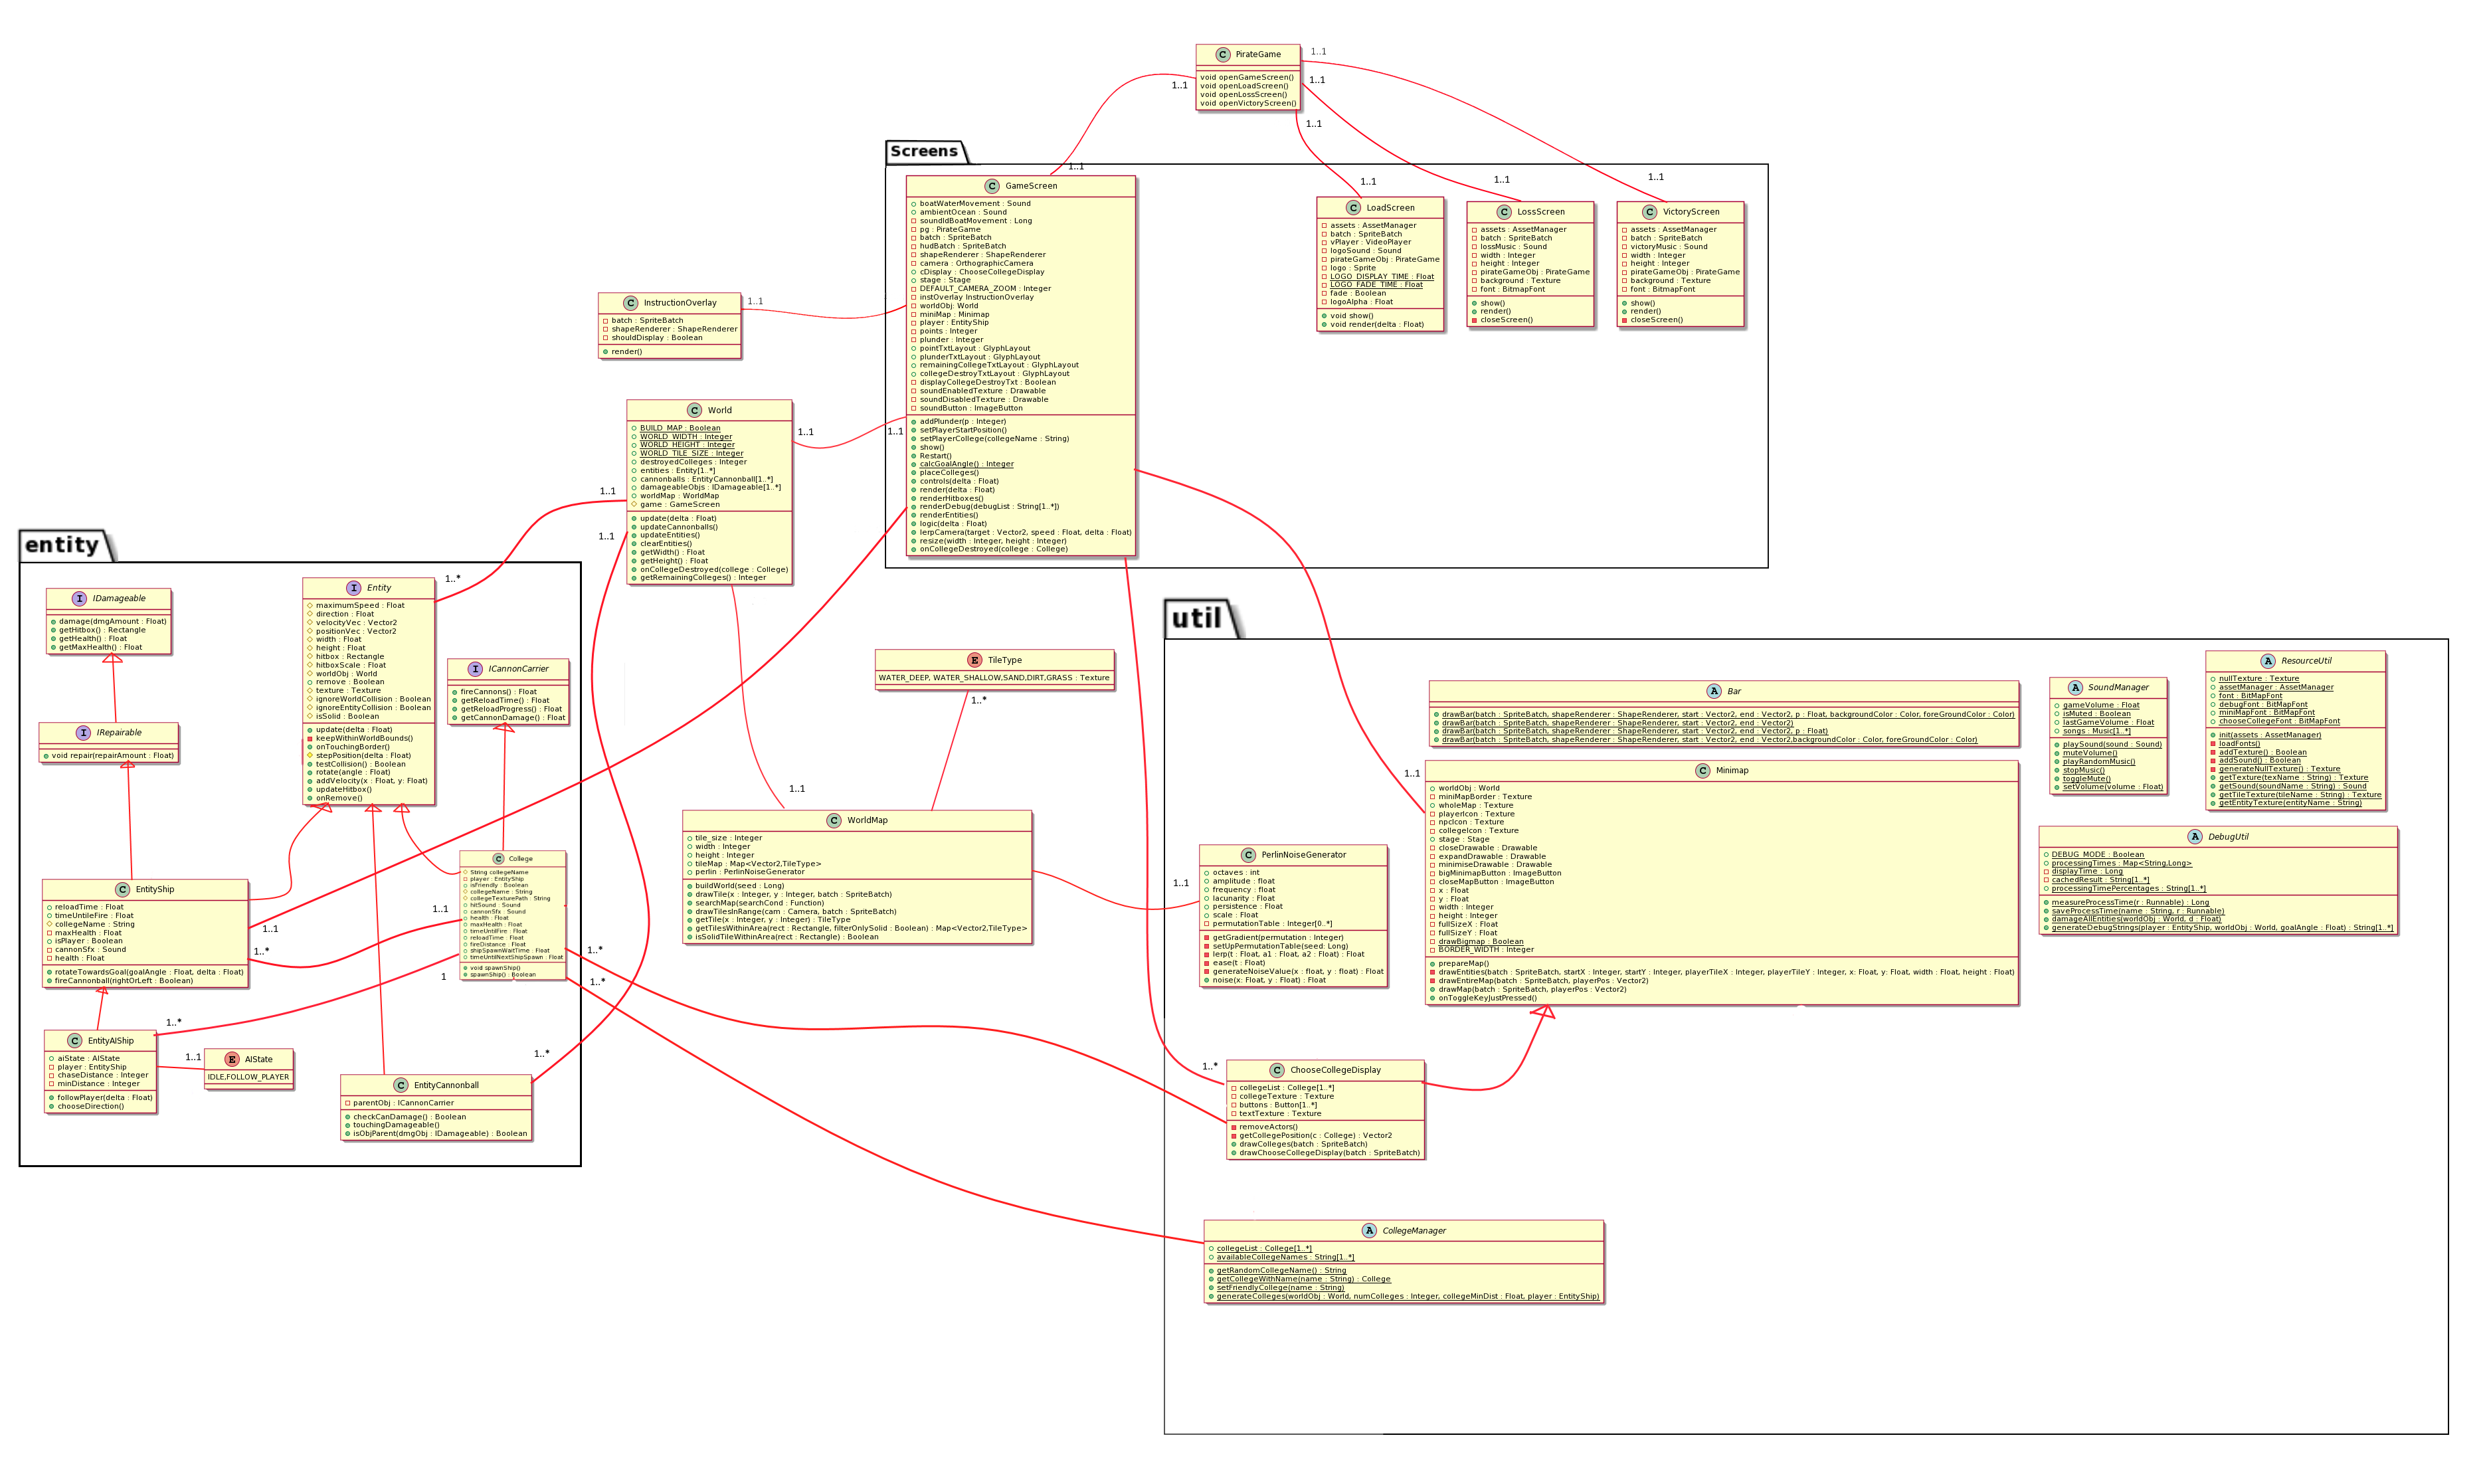 C PirateGame
void openGameScreen()
void openLoadScreen()
void openLossScreen()
void openVictoryScreen()
1..1
1..1
1..1
1..1
1..1
1..1
1..1
1..1
Screens
C GameScreen
boatWaterMovement : Sound
ambientOcean : Sound
soundIdBoatMovement : Long
pg : PirateGame
batch : SpriteBatch
hudBatch : SpriteBatch
shapeRenderer : ShapeRenderer
camera : OrthographicCamera
cDisplay : ChooseCollegeDisplay
stage : Stage
DEFAULT_CAMERA_ZOOM : Integer
instOverlay InstructionOverlay
worldObj: World
miniMap : Minimap
player : EntityShip
points : Integer
plunder : Integer
pointTxtLayout : GlyphLayout
plunderTxtLayout : GlyphLayout
remainingCollegeTxtLayout : GlyphLayout
collegeDestroyTxtLayout : GlyphLayout
displayCollegeDestroyTxt : Boolean
soundEnabledTexture : Drawable
soundDisabledTexture : Drawable
soundButton : ImageButton
addPlunder(p : Integer)
setPlayerStartPosition()
setPlayerCollege(collegeName : String)
show()
Restart()
calcGoalAngle() : Integer
placeColleges()
controls(delta : Float)
render(delta : Float)
renderHitboxes()
renderDebug(debugList : String[1..*])
renderEntities()
logic(delta : Float)
lerpCamera(target : Vector2, speed : Float, delta : Float)
resize(width : Integer, height : Integer)
onCollegeDestroyed(college : College)
C LoadScreen
assets : AssetManager
batch : SpriteBatch
vPlayer : VideoPlayer
logoSound : Sound
pirateGameObj : PirateGame
logo : Sprite
LOGO_DISPLAY_TIME : Float
LOGO_FADE_TIME : Float
fade : Boolean
logoAlpha : Float
void show()
void render(delta : Float)
C LossScreen
assets : AssetManager
batch : SpriteBatch
lossMusic : Sound
width : Integer
height : Integer
pirateGameObj : PirateGame
background : Texture
font : BitmapFont
show()
render()
closeScreen()
C VictoryScreen
assets : AssetManager
batch : SpriteBatch
victoryMusic : Sound
width : Integer
height : Integer
pirateGameObj : PirateGame
background : Texture
font : BitmapFont
show()
render()
closeScreen()
C InstructionOverlay
batch : SpriteBatch
shapeRenderer : ShapeRenderer
shouldDisplay : Boolean
render()
1..1
C World
BUILD_MAP : Boolean
WORLD_WIDTH : Integer
WORLD_HEIGHT : Integer
WORLD_TILE_SIZE : Integer
destroyedColleges : Integer
entities : Entity[1..*]
cannonballs : EntityCannonball[1..*]
damageableObjs : IDamageable[1..*]
worldMap : WorldMap
game : GameScreen
update(delta : Float)
updateCannonballs()
updateEntities()
clearEntities()
getWidth() : Float
getHeight() : Float
onCollegeDestroyed(college : College)
getRemainingColleges() : Integer
1..1
1..1
1..1
1..1
entity
1..*
I IDamageable
damage(dmgAmount : Float)
getHitbox() : Rectangle
getHealth() : Float
getMaxHealth() : Float
I Entity
maximumSpeed : Float
direction : Float
velocityVec : Vector2
positionVec : Vector2
width : Float
height : Float
hitbox : Rectangle
hitboxScale : Float
worldObj : World
remove : Boolean
texture : Texture
ignoreWorldCollision : Boolean
ignoreEntityCollision : Boolean
isSolid : Boolean
update(delta : Float)
keepWithinWorldBounds()
onTouchingBorder()
stepPosition(delta : Float)
testCollision() : Boolean
rotate(angle : Float)
addVelocity(x : Float, y: Float)
updateHitbox()
onRemove()
I ICannonCarrier
fireCannons() : Float
getReloadTime() : Float
getReloadProgress() : Float
getCannonDamage() : Float
I IRepairable
void repair(repairAmount : Float)
C EntityShip
reloadTime : Float
timeUntileFire : Float
collegeName : String
maxHealth : Float
isPlayer : Boolean
cannonSfx : Sound
health : Float
rotateTowardsGoal(goalAngle : Float, delta : Float)
fireCannonball(rightOrLeft : Boolean)
C College
String collegeName
player : EntityShip
isFriendly : Boolean
collegeName : String
collegeTexturePath : String
hitSound : Sound
cannonSfx : Sound
health : Float
maxHealth : Float
timeUntilFire : Float
reloadTime : Float
fireDistance : Float
shipSpawnWaitTime : Float
timeUntilNextShipSpawn : Float
void spawnShip()
spawnShip() : Boolean
1..1
1..1
1..*
1
1..*
1..*
1..*
C EntityAIShip
aiState : AIState
player : EntityShip
chaseDistance : Integer
minDistance : Integer
followPlayer(delta : Float)
chooseDirection()
1..1
E AIState
IDLE,FOLLOW_PLAYER
C EntityCannonball
parentObj : ICannonCarrier
checkCanDamage() : Boolean
touchingDamageable()
isObjParent(dmgObj : IDamageable) : Boolean
1..*
E TileType
WATER_DEEP, WATER_SHALLOW,SAND,DIRT,GRASS : Texture
1..*
1..1
C WorldMap
tile_size : Integer
width : Integer
height : Integer
tileMap : Map<Vector2,TileType>
perlin : PerlinNoiseGenerator
buildWorld(seed : Long)
drawTile(x : Integer, y : Integer, batch : SpriteBatch)
searchMap(searchCond : Function)
drawTilesInRange(cam : Camera, batch : SpriteBatch)
getTile(x : Integer, y : Integer) : TileType
getTilesWithinArea(rect : Rectangle, filterOnlySolid : Boolean) : Map<Vector2,TileType>
isSolidTileWithinArea(rect : Rectangle) : Boolean
util
A Bar
drawBar(batch : SpriteBatch, shapeRenderer : ShapeRenderer, start : Vector2, end : Vector2, p : Float, backgroundColor : Color, foreGroundColor : Color)
drawBar(batch : SpriteBatch, shapeRenderer : ShapeRenderer, start : Vector2, end : Vector2)
drawBar(batch : SpriteBatch, shapeRenderer : ShapeRenderer, start : Vector2, end : Vector2, p : Float)
drawBar(batch : SpriteBatch, shapeRenderer : ShapeRenderer, start : Vector2, end : Vector2,backgroundColor : Color, foreGroundColor : Color)
A SoundManager
gameVolume : Float
isMuted : Boolean
lastGameVolume : Float
songs : Music[1..*]
playSound(sound : Sound)
muteVolume()
playRandomMusic()
stopMusic()
toggleMute()
setVolume(volume : Float)
A ResourceUtil
nullTexture : Texture
assetManager : AssetManager
font : BitMapFont
debugFont : BitMapFont
miniMapFont : BitMapFont
chooseCollegeFont : BitMapFont
init(assets : AssetManager)
loadFonts()
addTexture() : Boolean
addSound() : Boolean
generateNullTexture() : Texture
getTexture(texName : String) : Texture
getSound(soundName : String) : Sound
getTileTexture(tileName : String) : Texture
getEntityTexture(entityName : String)
1..1
C Minimap
worldObj : World
miniMapBorder : Texture
wholeMap : Texture
playerIcon : Texture
npcIcon : Texture
collegeIcon : Texture
stage : Stage
closeDrawable : Drawable
expandDrawable : Drawable
minimiseDrawable : Drawable
bigMinimapButton : ImageButton
closeMapButton : ImageButton
x : Float
y : Float
width : Integer
height : Integer
fullSizeX : Float
fullSizeY : Float
drawBigmap : Boolean
BORDER_WIDTH : Integer
prepareMap()
drawEntities(batch : SpriteBatch, startX : Integer, startY : Integer, playerTileX : Integer, playerTileY : Integer, x: Float, y: Float, width : Float, height : Float)
drawEntireMap(batch : SpriteBatch, playerPos : Vector2)
drawMap(batch : SpriteBatch, playerPos : Vector2)
onToggleKeyJustPressed()
A DebugUtil
DEBUG_MODE : Boolean
processingTimes : Map<String,Long>
displayTime : Long
cachedResult : String[1..*]
processingTimePercentages : String[1..*]
measureProcessTime(r : Runnable) : Long
saveProcessTime(name : String, r : Runnable)
damageAllEntities(worldObj : World, d : Float)
generateDebugStrings(player : EntityShip, worldObj : World, goalAngle : Float) : String[1..*]
1..1
C PerlinNoiseGenerator
octaves : int
amplitude : float
frequency : float
lacunarity : Float
persistence : Float
scale : Float
permutationTable : Integer[0..*]
getGradient(permutation : Integer)
setUpPermutationTable(seed: Long)
lerp(t : Float, a1 : Float, a2 : Float) : Float
ease(t : Float)
generateNoiseValue(x : float, y : float) : Float
noise(x: Float, y : Float) : Float
1..*
C ChooseCollegeDisplay
collegeList : College[1..*]
collegeTexture : Texture
buttons : Button[1..*]
textTexture : Texture
removeActors()
getCollegePosition(c : College) : Vector2
drawColleges(batch : SpriteBatch)
drawChooseCollegeDisplay(batch : SpriteBatch)
A CollegeManager
collegeList : College[1..*]
availableCollegeNames : String[1..*]
getRandomCollegeName() : String
getCollegeWithName(name : String) : College
setFriendlyCollege(name : String)
generateColleges(worldObj : World, numColleges : Integer, collegeMinDist : Float, player : EntityShip)